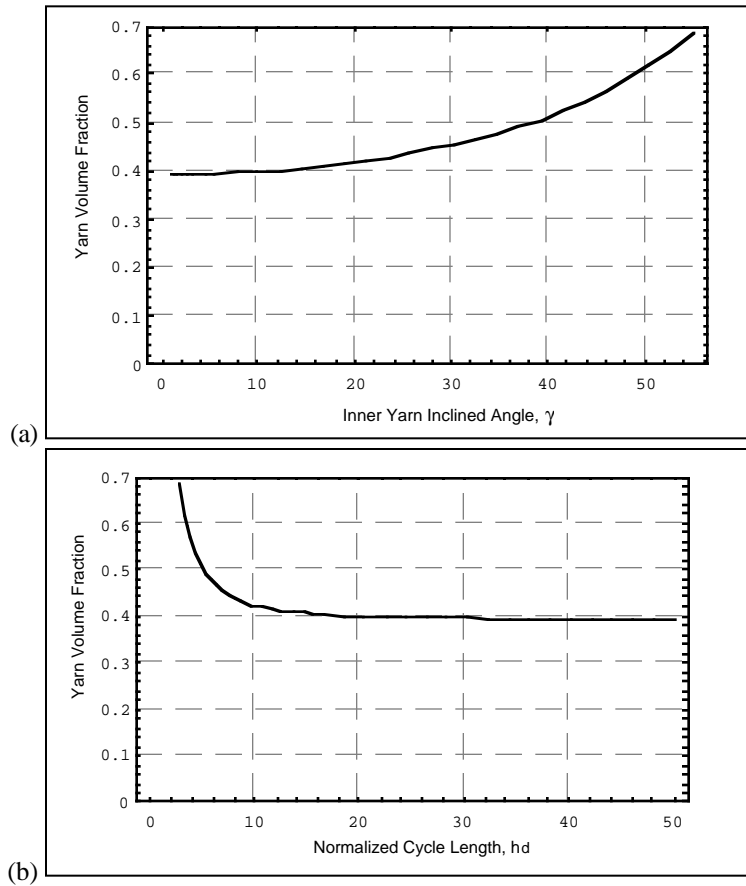 0.7
0.6
0.5
0.4
0.3
0.2
0.1
0
Yarn Volume Fraction
0 10 20 30 40 50
Inner Yarn Inclined Angle, γ
(a)
0.7
0.6
0.5
0.4
0.3
0.2
0.1
0
Yarn Volume Fraction
0 10 20 30 40 50
Normalized Cycle Length, hd
(b)